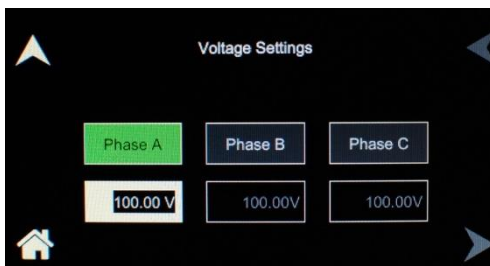 Voltage Settings
Phase A Phase B Phase C
100.00 V 100.00V 100.00V